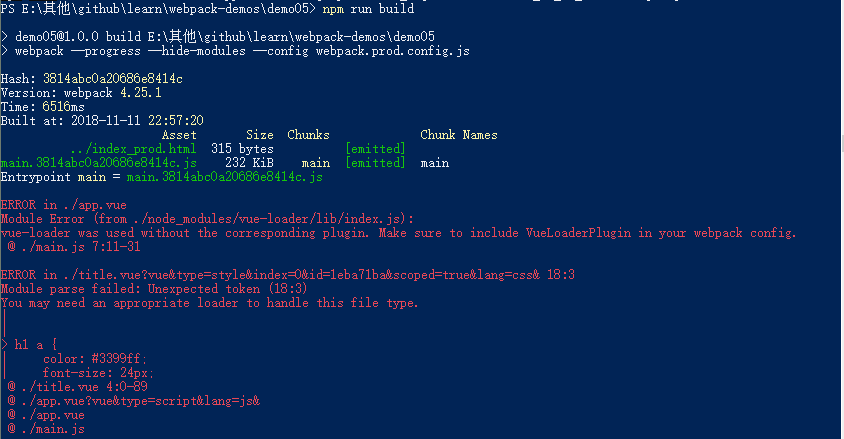 PS E:\其他\github\learn\webpack-demos\demo05> npm run build
> demo05@1.0.0 build E:\其他\github\learn\webpack-demos\demo05
> webpack --progress --hide-modules --config webpack.prod.config.js
Hash: 3814abc0a20686e8414c
Version: webpack 4.25.1
Time: 6516ms
Built at: 2018-11-11 22:57:20
Asset Size Chunks Chunk Names
../index_prod.html 315 bytes [emitted]
main.3814abc0a20686e8414c.js 232 KiB main [emitted] main
Entrypoint main = main.3814abc0a20686e8414c.js
ERROR in ./app.vue
Module Error (from ./node_modules/vue-loader/lib/index.js):
vue-loader was used without the corresponding plugin. Make sure to include VueLoaderPlugin in your webpack config.
@ ./main.js 7:11-31
ERROR in ./title.vue?vue&type=style&index=0&id=1eba71ba&scoped=true&lang=css& 18:3
Module parse failed: Unexpected token (18:3)
You may need an appropriate loader to handle this file type.
|
|
> h1 a {
|     color: #3399ff;
|     font-size: 24px;
@ ./title.vue 4:0-89
@ ./app.vue?vue&type=script&lang=js&
@ ./app.vue
@ ./main.js